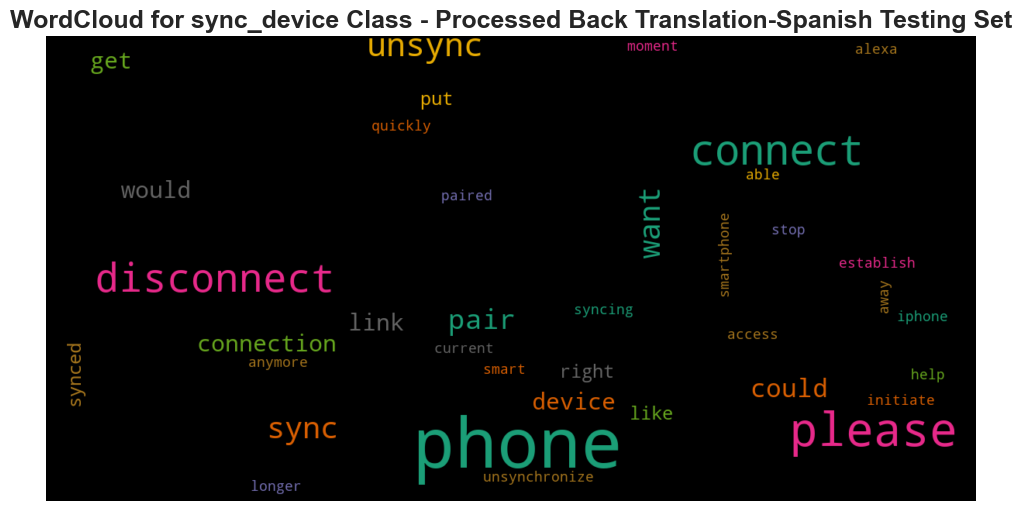 WordCloud for sync_device Class - Processed Back Translation-Spanish Testing Set
get
unsync
moment
alexa
put
quickly
connect
able
would
paired
want
smartphone
stop
disconnect
establish
away
iphone
syncing
link
pair
access
connection
current
anymore
synced
smart
right
help
could
initiate
device
like
sync
phone
please
unsynchronize
longer